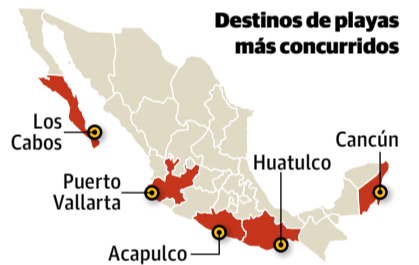 Destinos de playas
más concurridos
Los
Cabos
Cancún
Huatulco
Puerto
Vallarta
Acapulco